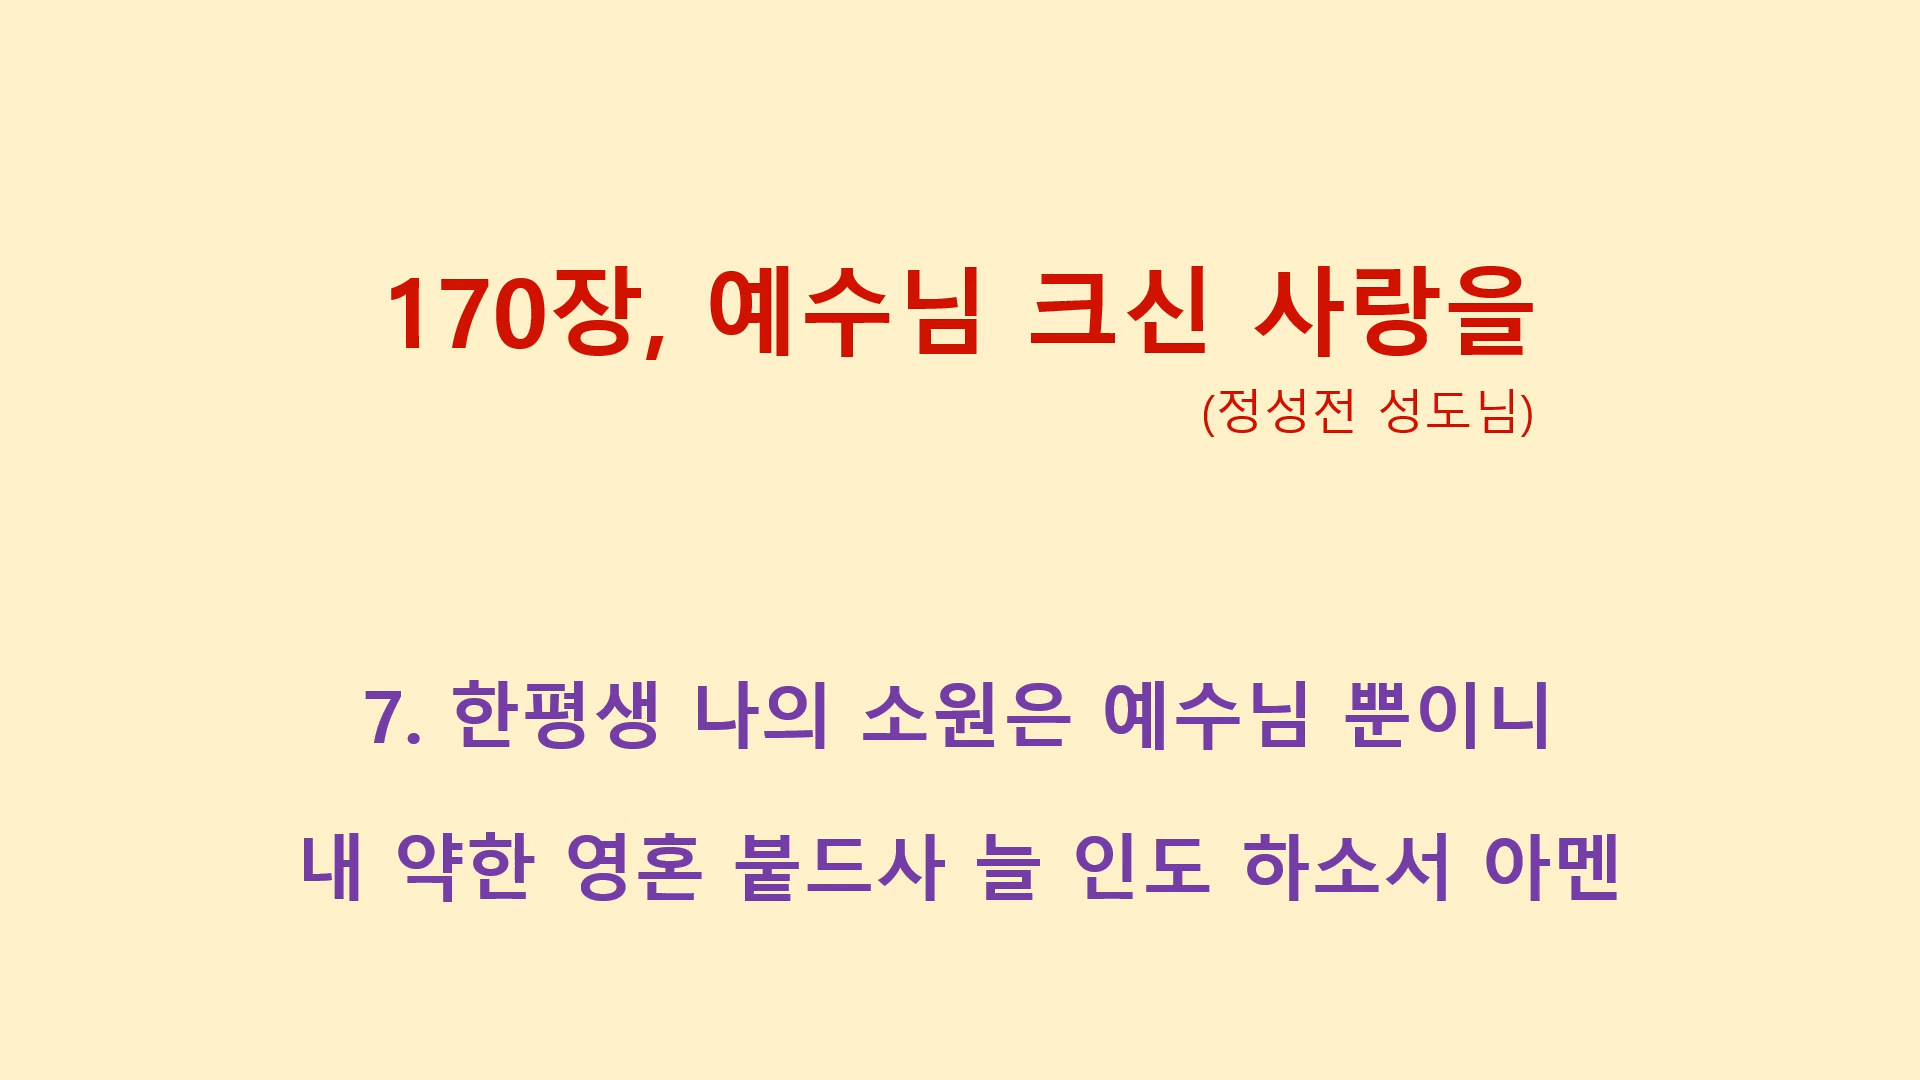 170장, 예수님 크신 사랑을
(정성전 성도님)
7. 한평생 나의 소원은 예수님 뿐이니
내 약한 영혼 붙드사 늘 인도 하소서 아멘